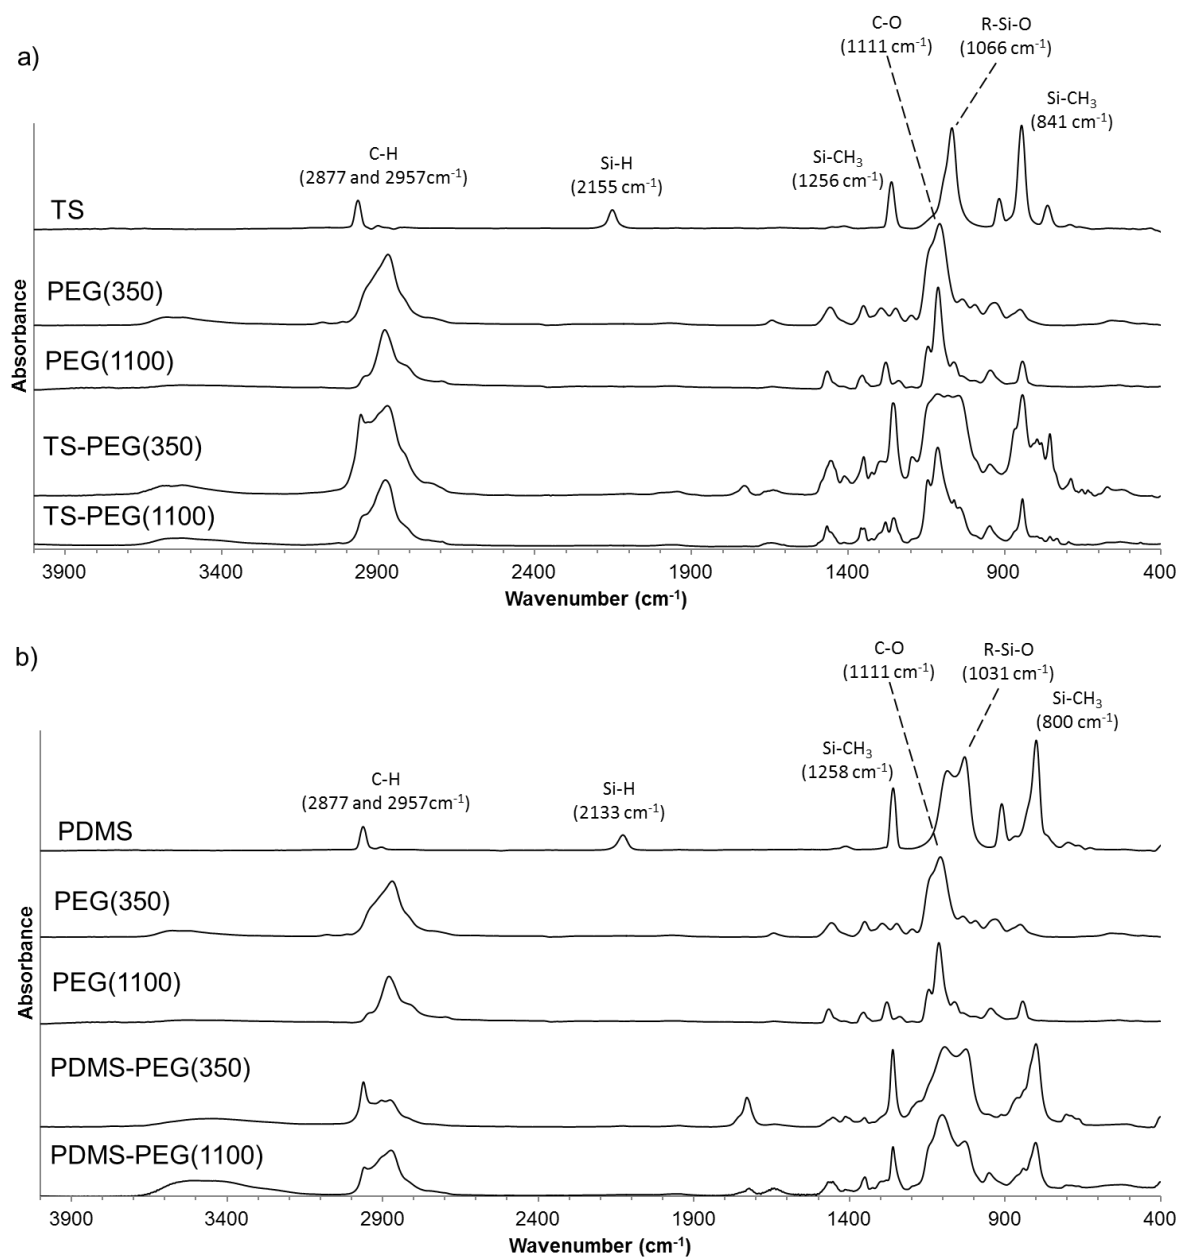 a)
C-O
(1111 cm⁻¹)
R-Si-O
(1066 cm⁻¹)
Si-CH₃
(841 cm⁻¹)
C-H
(2877 and 2957cm⁻¹)
Si-H
(2155 cm⁻¹)
Si-CH₃
(1256 cm⁻¹)
TS
PEG(350)
PEG(1100)
TS-PEG(350)
TS-PEG(1100)
Absorbance
3900 3400 2900 2400 1900 1400 900 400
Wavenumber (cm⁻¹)
b)
C-O
(1111 cm⁻¹)
R-Si-O
(1031 cm⁻¹)
Si-CH₃
(800 cm⁻¹)
C-H
(2877 and 2957cm⁻¹)
Si-H
(2133 cm⁻¹)
Si-CH₃
(1258 cm⁻¹)
PDMS
PEG(350)
PEG(1100)
PDMS-PEG(350)
PDMS-PEG(1100)
Absorbance
3900 3400 2900 2400 1900 1400 900 400
Wavenumber (cm⁻¹)